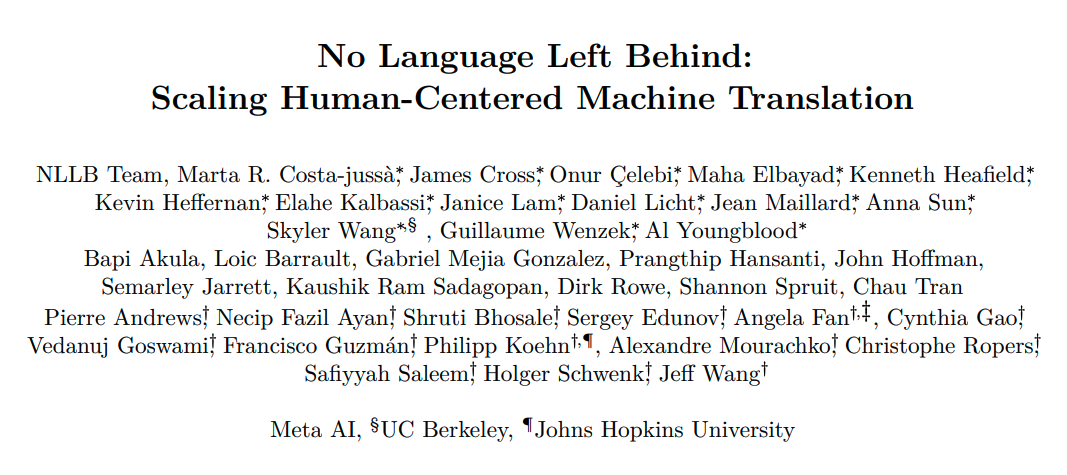 No Language Left Behind:
Scaling Human-Centered Machine Translation
NLLB Team, Marta R. Costa-jussà*, James Cross*, Onur Çelebi*, Maha Elbayad*, Kenneth Heafield*,
Kevin Heffernan*, Elahe Kalbassi*, Janice Lam*, Daniel Licht*, Jean Maillard*, Anna Sun*,
Skyler Wang*,§ , Guillaume Wenzek*, Al Youngblood*
Bapi Akula, Loic Barrault, Gabriel Mejia Gonzalez, Prangthip Hansanti, John Hoffman,
Semarley Jarrett, Kaushik Ram Sadagopan, Dirk Rowe, Shannon Spruit, Chau Tran
Pierre Andrews†, Necip Fazil Ayan†, Shruti Bhosale†, Sergey Edunov†, Angela Fan†,‡, Cynthia Gao†,
Vedanuj Goswami†, Francisco Guzmán†, Philipp Koehn†,¶, Alexandre Mourachko†, Christophe Ropers†,
Safiyyah Saleem†, Holger Schwenk†, Jeff Wang†
Meta AI, §UC Berkeley, ¶Johns Hopkins University